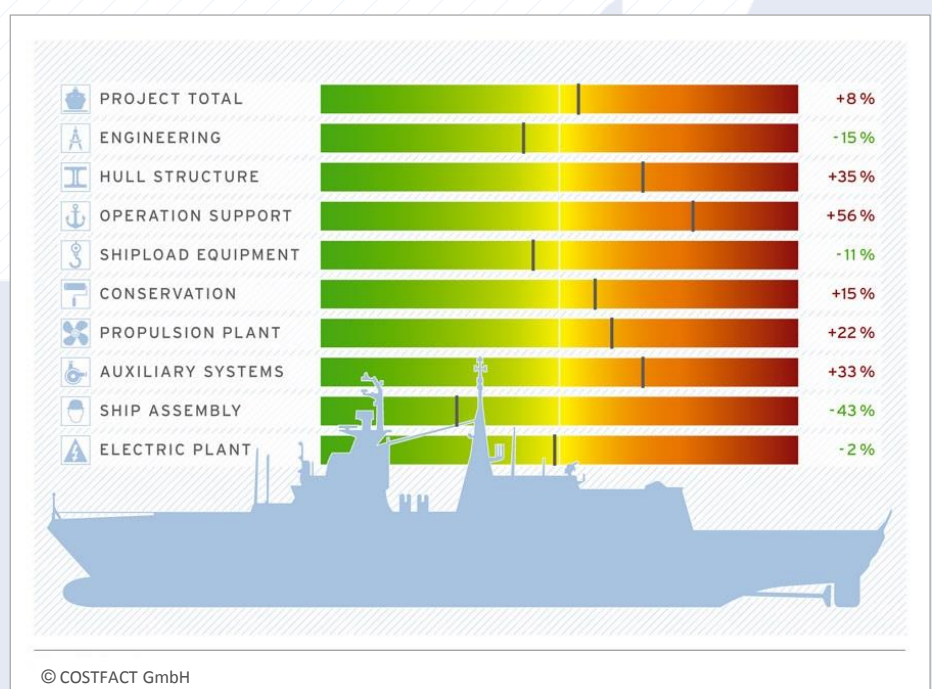 PROJECT TOTAL +8 %
ENGINEERING -15 %
HULL STRUCTURE +35 %
OPERATION SUPPORT +56 %
SHIPLOAD EQUIPMENT -11 %
CONSERVATION +15 %
PROPULSION PLANT +22 %
AUXILIARY SYSTEMS +33 %
SHIP ASSEMBLY -43 %
ELECTRIC PLANT -2 %
© COSTFACT GmbH